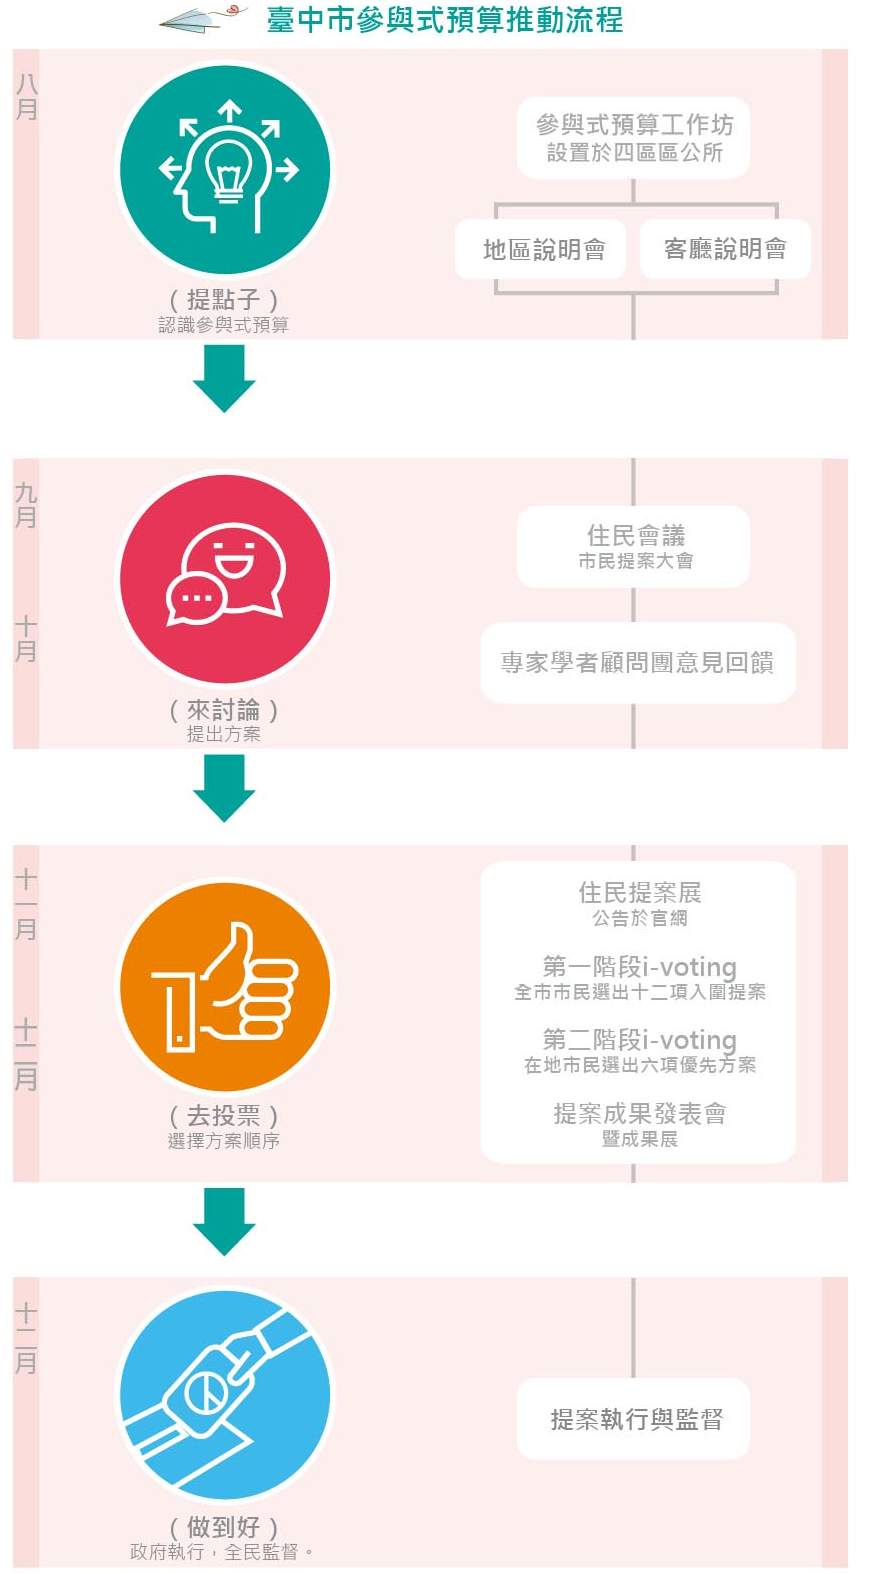 臺中市參與式預算推動流程
八月
參與式預算工作坊
設置於四區區公所
地區說明會
客廳說明會
（提點子）
認識參與式預算
九月
住民會議
市民提案大會
十月
專家學者顧問團意見回饋
（來討論）
提出方案
十一月
住民提案展
公告於官網
第一階段i-voting
全市市民選出十二項入圍提案
十二月
第二階段i-voting
在地市民選出六項優先方案
提案成果發表會
暨成果展
（去投票）
選擇方案順序
十二月
提案執行與監督
（做到好）
政府執行，全民監督。